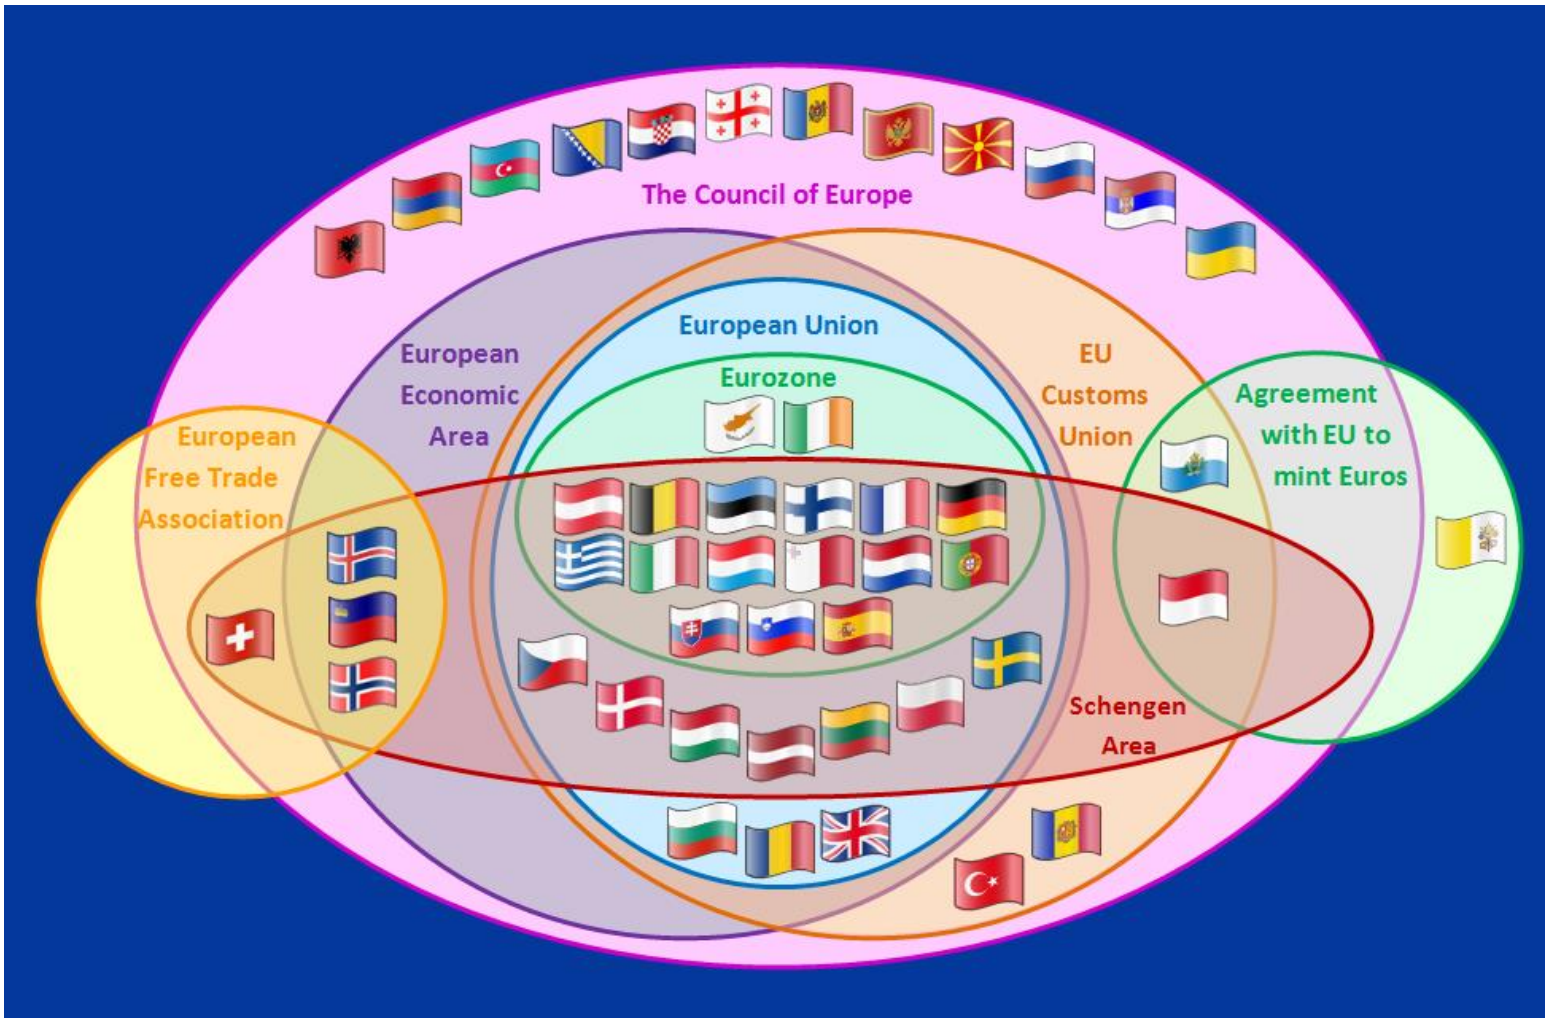 The Council of Europe
European Union
Eurozone
European
Economic
Area
EU
Customs
Union
Agreement
with EU to
mint Euros
European
Free Trade
Association
Schengen
Area